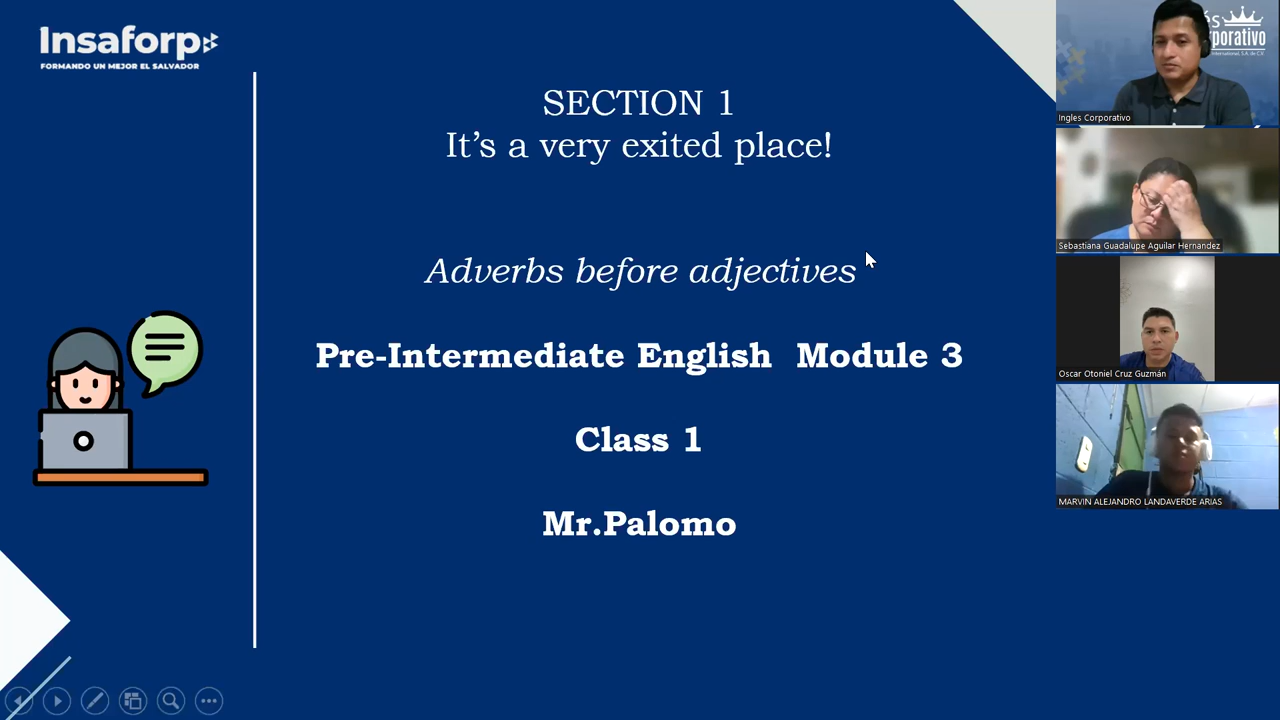 Insaforp
FORMANDO UN MEJOR EL SALVADOR
SECTION 1
It's a very exited place!
Adverbs before adjectives
Pre-Intermediate English Module 3
Class 1
Mr.Palomo
Ingles Corporativo
Sebastiana Guadalupe Aguilar Hernandez
Oscar Otoniel Cruz Guzmán
MARVIN ALEJANDRO LANDAVERDE ARIAS